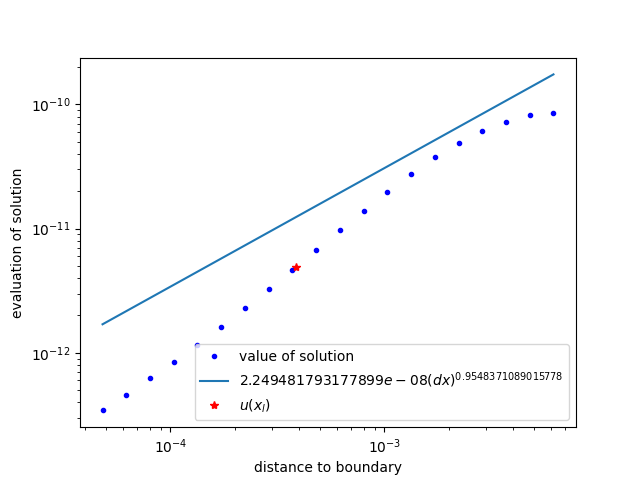 evaluation of solution
10⁻¹⁰
10⁻¹¹
10⁻¹²
value of solution
2.249481793177899e − 08(dx)^0.9548371089015778
u(x_l)
10⁻⁴
10⁻³
distance to boundary